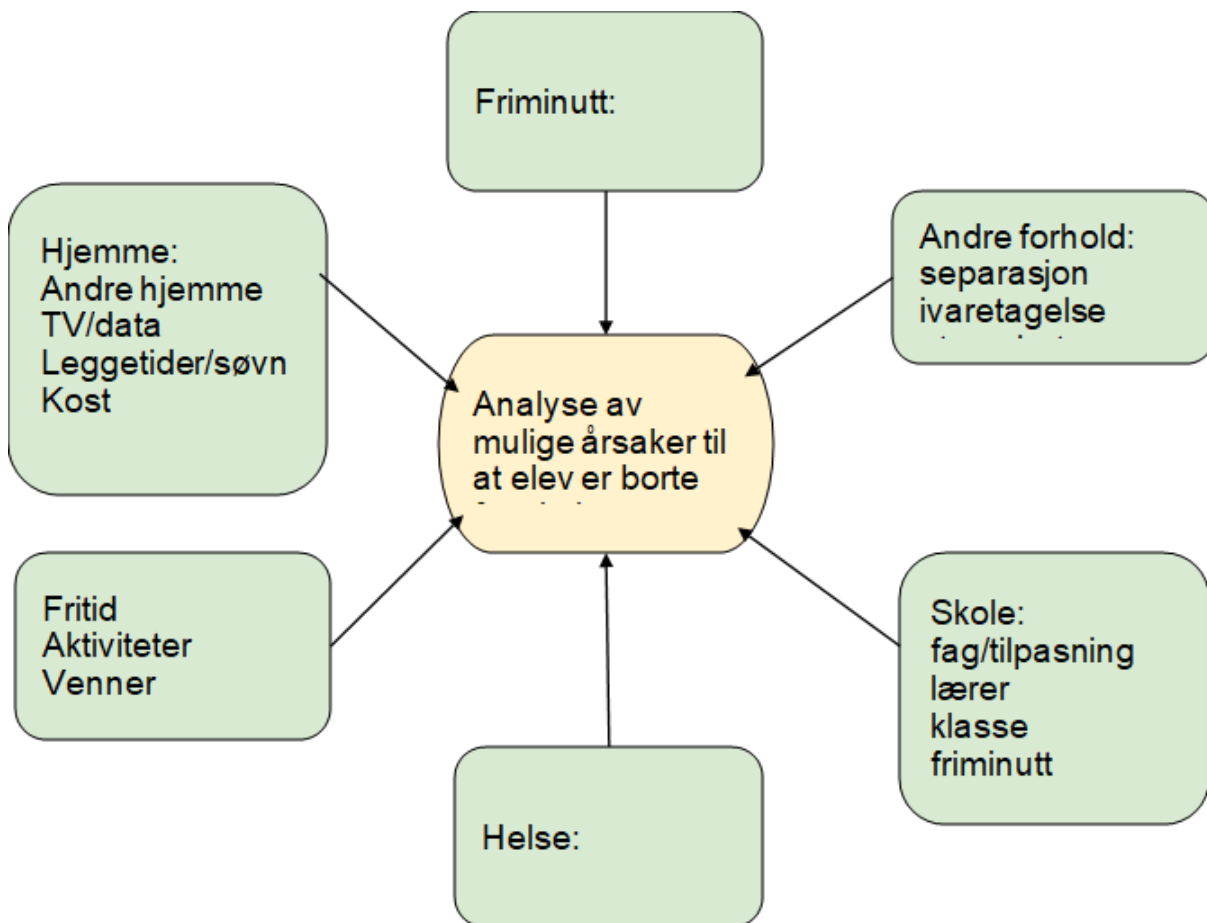 Friminutt:
Hjemme:
Andre hjemme
TV/data
Leggetider/søvn
Kost
Andre forhold:
separasjon
ivaretagelse
Analyse av
mulige årsaker til
at elev er borte
Fritid
Aktiviteter
Venner
Skole:
fag/tilpasning
lærer
klasse
friminutt
Helse: